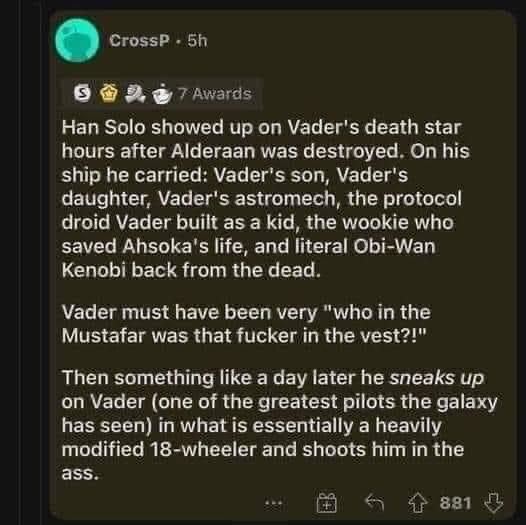 CrossP · 5h
S 7 Awards
Han Solo showed up on Vader's death star
hours after Alderaan was destroyed. On his
ship he carried: Vader's son, Vader's
daughter, Vader's astromech, the protocol
droid Vader built as a kid, the wookie who
saved Ahsoka's life, and literal Obi-Wan
Kenobi back from the dead.
Vader must have been very "who in the
Mustafar was that fucker in the vest?!"
Then something like a day later he sneaks up
on Vader (one of the greatest pilots the galaxy
has seen) in what is essentially a heavily
modified 18-wheeler and shoots him in the
ass.
881